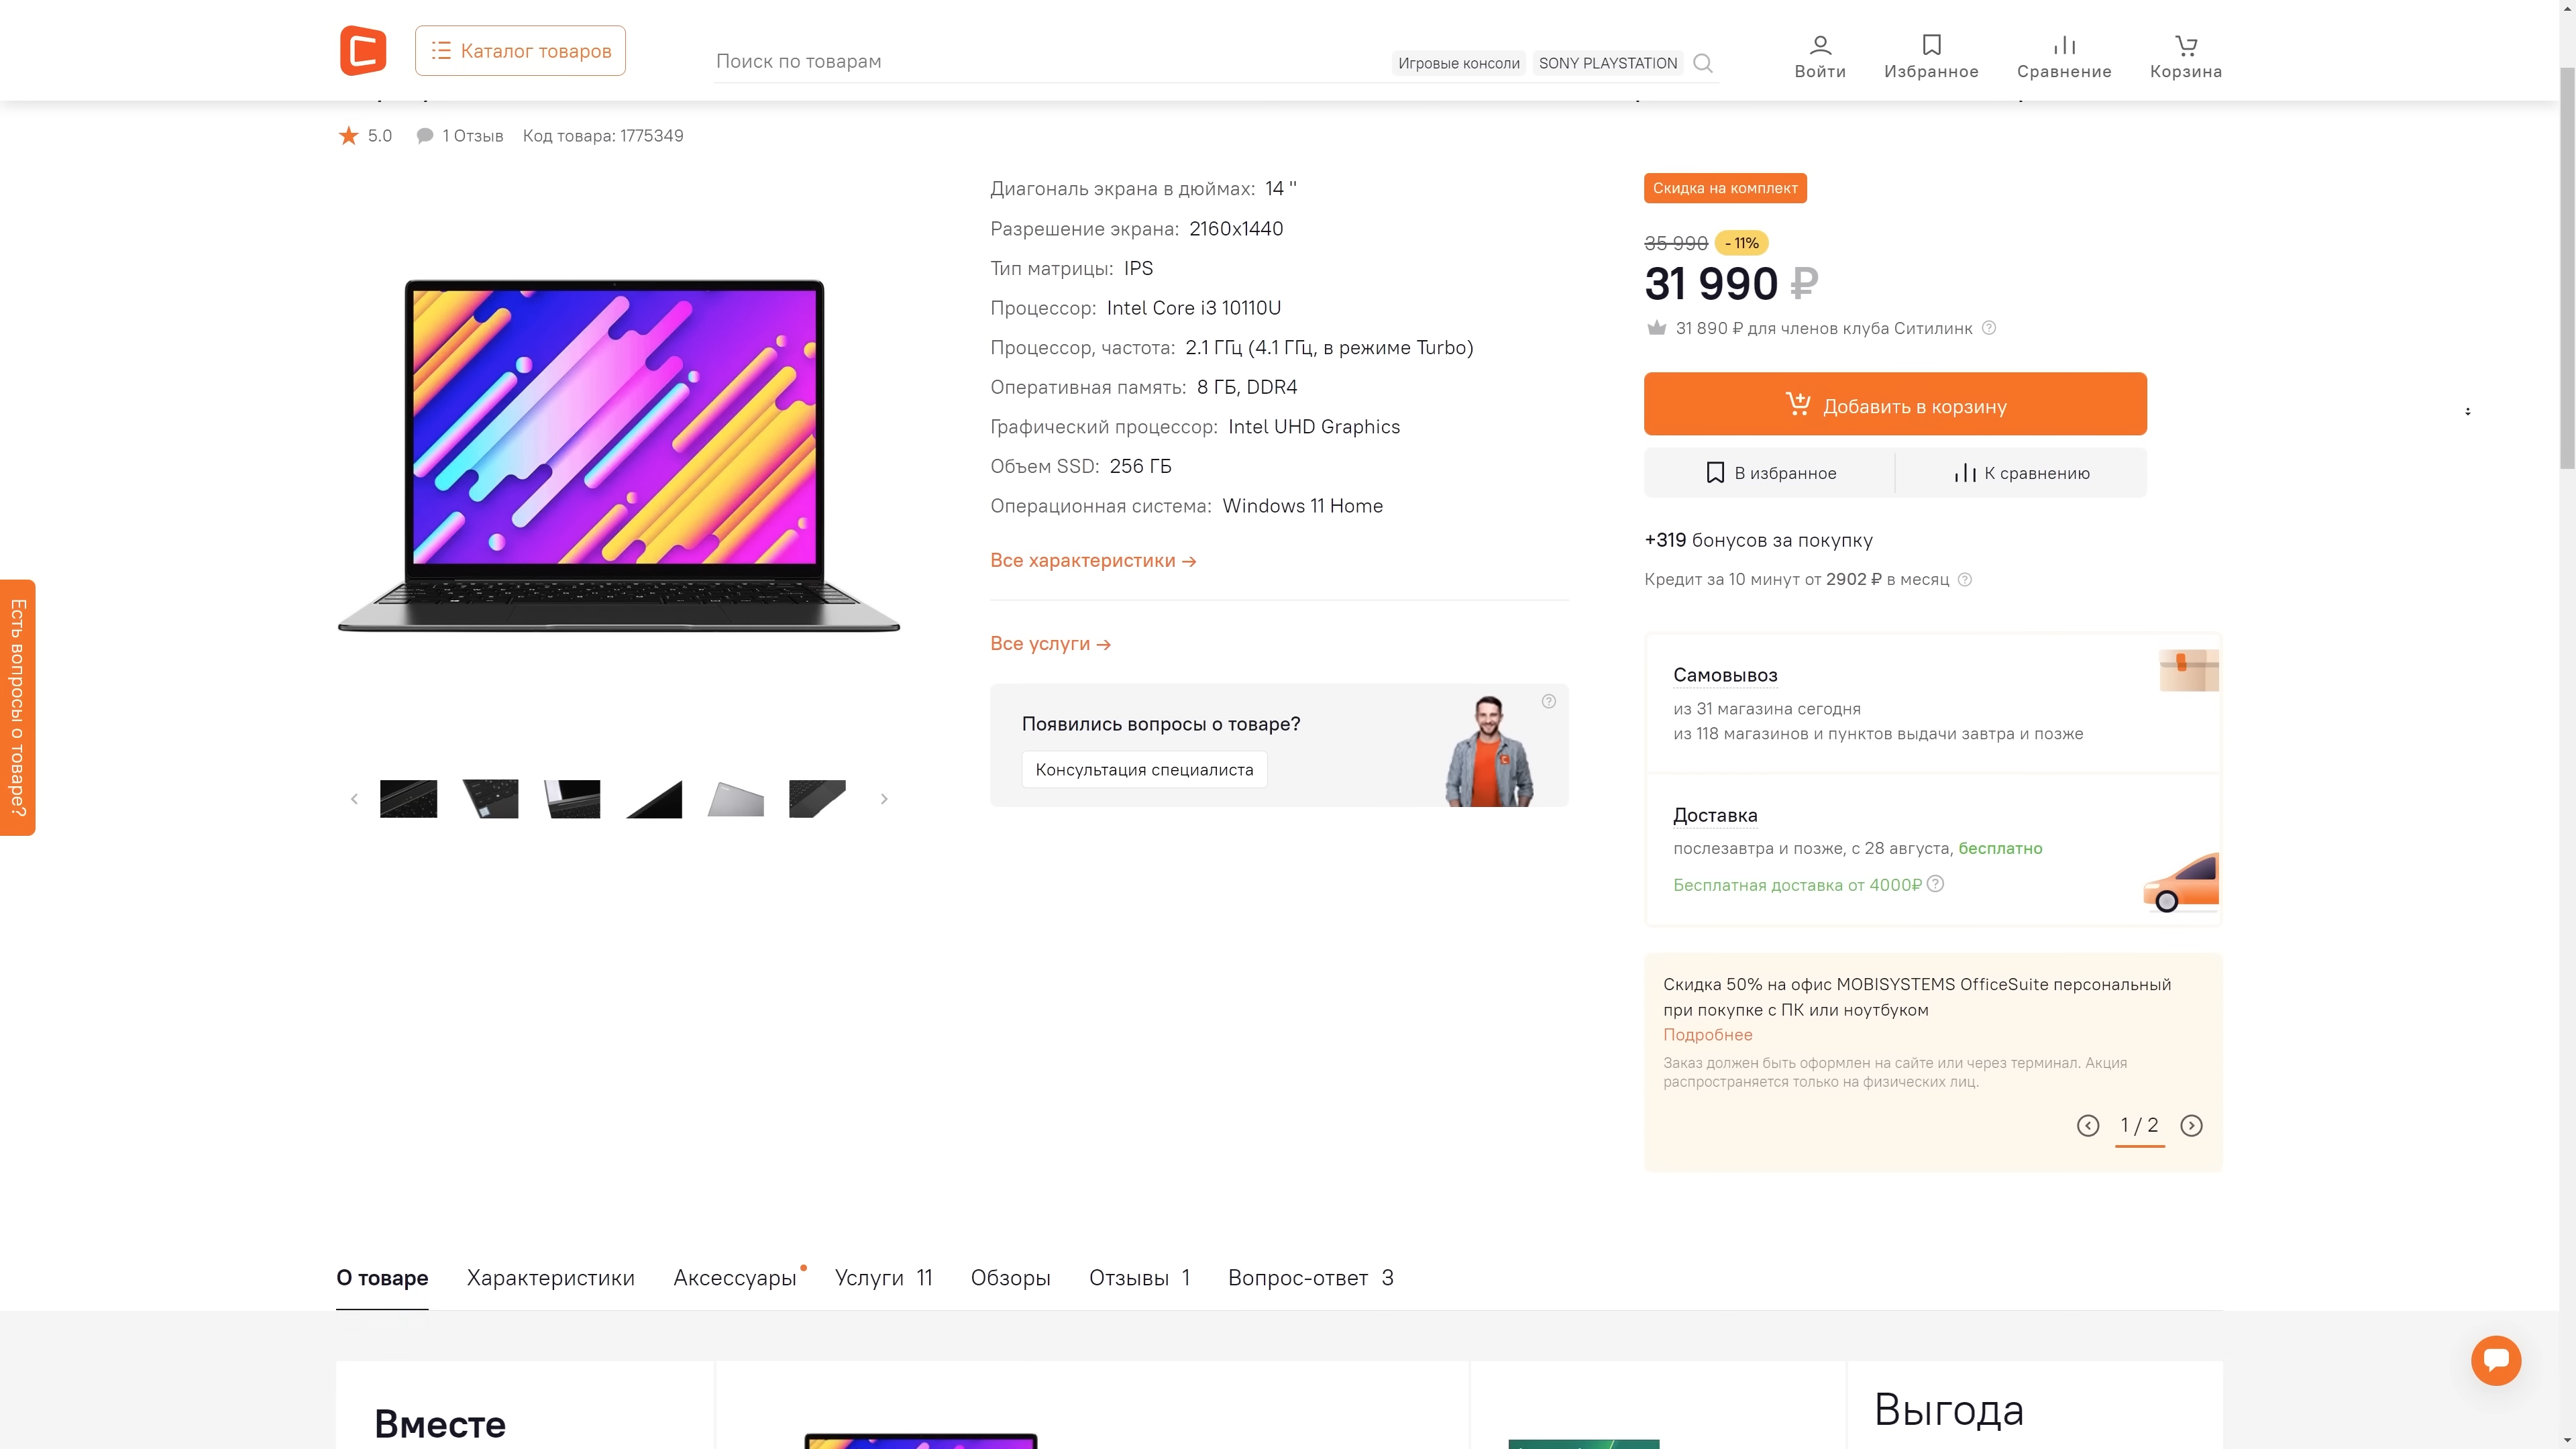 Каталог товаров
Поиск по товарам
Игровые консоли
SONY PLAYSTATION
Войти
Избранное
Сравнение
Корзина
5.0
1 Отзыв
Код товара: 1775349
Диагональ экрана в дюймах: 14 "
Разрешение экрана: 2160x1440
Тип матрицы: IPS
Процессор: Intel Core i3 10110U
Процессор, частота: 2.1 ГГц (4.1 ГГц, в режиме Turbo)
Оперативная память: 8 ГБ, DDR4
Графический процессор: Intel UHD Graphics
Объем SSD: 256 ГБ
Операционная система: Windows 11 Home
Все характеристики →
Все услуги →
Появились вопросы о товаре?
Консультация специалиста
Скидка на комплект
35 990 - 11%
31 990 ₽
31 890 ₽ для членов клуба Ситилинк
Добавить в корзину
В избранное
К сравнению
+319 бонусов за покупку
Кредит за 10 минут от 2902 ₽ в месяц
Самовывоз
из 31 магазина сегодня
из 118 магазинов и пунктов выдачи завтра и позже
Доставка
послезавтра и позже, с 28 августа, бесплатно
Бесплатная доставка от 4000₽
Скидка 50% на офис MOBISYSTEMS OfficeSuite персональный
при покупке с ПК или ноутбуком
Подробнее
Заказ должен быть оформлен на сайте или через терминал. Акция
распространяется только на физических лиц.
1 / 2
Есть вопросы о товаре?
О товаре
Характеристики
Аксессуары
Услуги 11
Обзоры
Отзывы 1
Вопрос-ответ 3
Вместе
Выгода